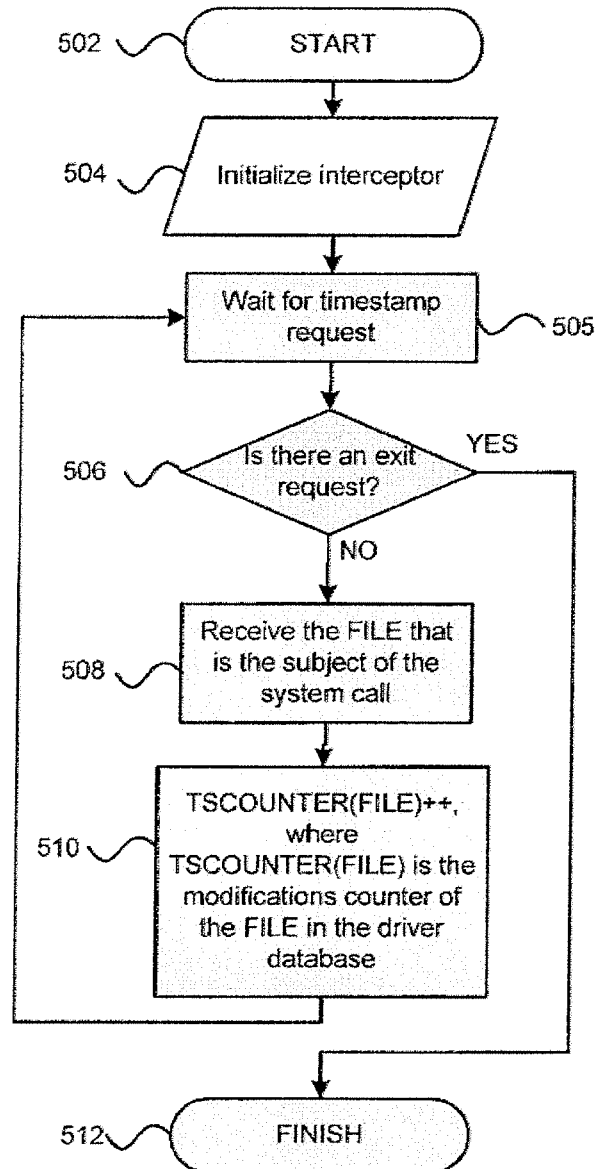 502
START
504
Initialize interceptor
Wait for timestamp
request
505
506
Is there an exit
request?
YES
NO
508
Receive the FILE that
is the subject of the
system call
510
TSCOUNTER(FILE)++,
where
TSCOUNTER(FILE) is the
modifications counter of
the FILE in the driver
database
512
FINISH